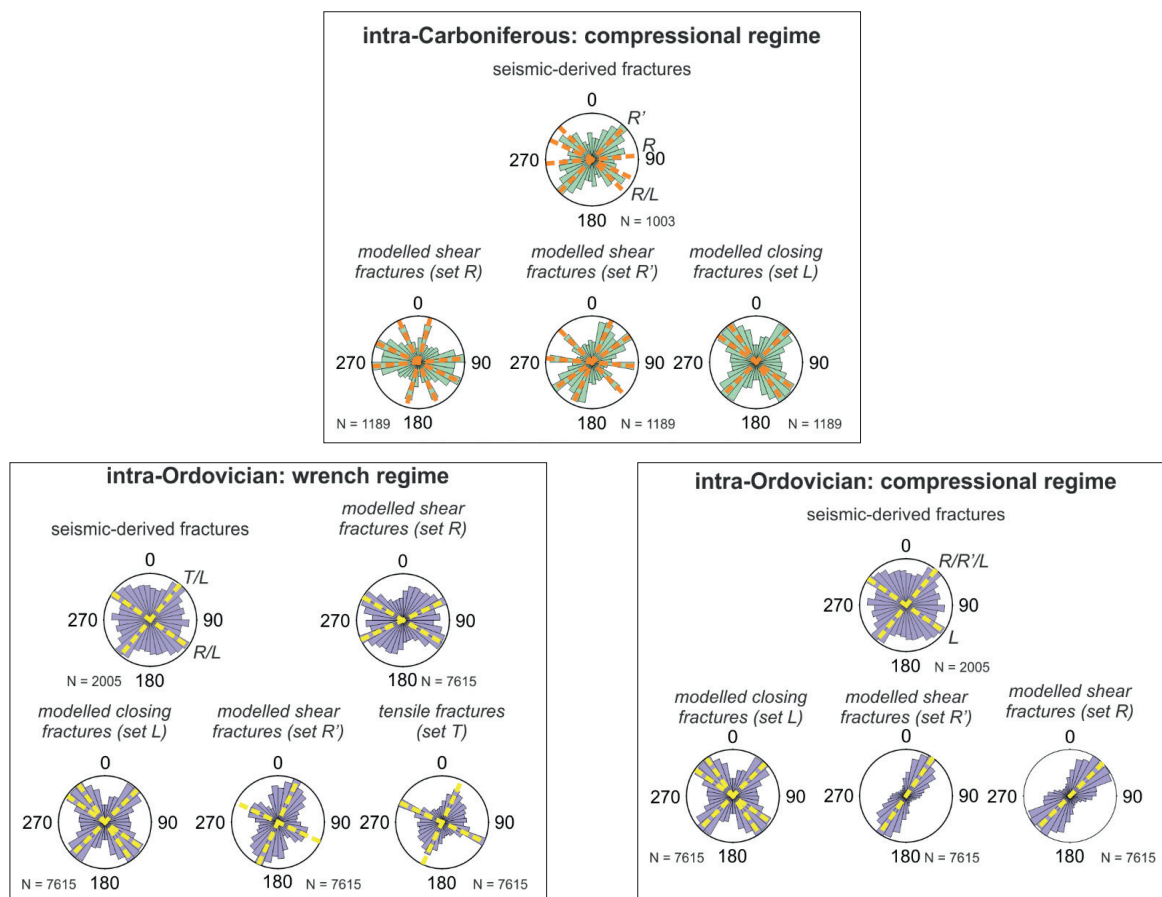 intra-Carboniferous: compressional regime
seismic-derived fractures
0
R'
R
270
90
R/L
180 N = 1003
modelled shear
fractures (set R)
0
270
90
N = 1189
180
modelled shear
fractures (set R')
0
270
90
180
N = 1189
modelled closing
fractures (set L)
0
270
90
180
N = 1189
intra-Ordovician: wrench regime
seismic-derived fractures
0
T/L
270
90
R/L
N = 2005
180
modelled shear
fractures (set R)
0
270
90
180 N = 7615
modelled closing
fractures (set L)
0
270
90
N = 7615
180
modelled shear
fractures (set R')
0
270
90
180
N = 7615
tensile fractures
(set T)
0
270
90
180
N = 7615
intra-Ordovician: compressional regime
seismic-derived fractures
0
R/R'/L
270
90
L
180
N = 2005
modelled closing
fractures (set L)
0
270
90
N = 7615
180
modelled shear
fractures (set R')
0
270
90
180 N = 7615
modelled shear
fractures (set R)
0
270
90
180
N = 7615